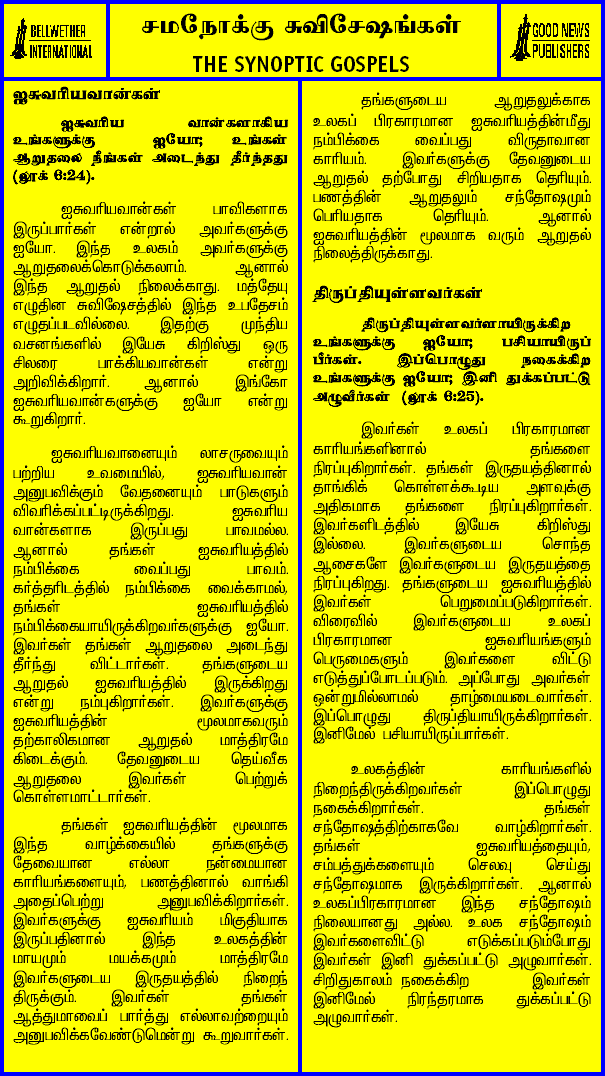 BELLWETHER
INTERNATIONAL
சமநோக்கு சுவிசேஷங்கள்
THE SYNOPTIC GOSPELS
GOOD NEWS
PUBLISHERS
ஐசுவரியவான்கள்
ஐசுவரிய வான்களாகிய
உங்களுக்கு ஐயோ; உங்கள்
ஆறுதலை நீங்கள் அடைந்து தீர்ந்தது
(லூக் 6:24).
ஐசுவரியவான்கள் பாவிகளாக
இருப்பார்கள் என்றால் அவர்களுக்கு
ஐயோ. இந்த உலகம் அவர்களுக்கு
ஆறுதலைக்கொடுக்கலாம். ஆனால்
இந்த ஆறுதல் நிலைக்காது. மத்தேயு
எழுதின சுவிஷேசத்தில் இந்த உபதேசம்
எழுதப்படவில்லை. இதற்கு முந்திய
வசனங்களில் இயேசு கிறிஸ்து ஒரு
சிலரை பாக்கியவான்கள் என்று
அறிவிக்கிறார். ஆனால் இங்கோ
ஐசுவரியவான்களுக்கு ஐயோ என்று
கூறுகிறார்.
ஐசுவரியவானையும் லாசருவையும்
பற்றிய உவமையில், ஐசுவரியவான்
அனுபவிக்கும் வேதனையும் பாடுகளும்
விவரிக்கப்பட்டிருக்கிறது. ஐசுவரிய
வான்களாக இருப்பது பாவமல்ல.
ஆனால் தங்கள் ஐசுவரியத்தில்
நம்பிக்கை வைப்பது பாவம்.
கர்த்தரிடத்தில் நம்பிக்கை வைக்காமல்,
தங்கள் ஐசுவரியத்தில்
நம்பிக்கையாயிருக்கிறவர்களுக்கு ஐயோ.
இவர்கள் தங்கள் ஆறுதலை அடைந்து
தீர்ந்து விட்டார்கள். தங்களுடைய
ஆறுதல் ஐசுவரியத்தில் இருக்கிறது
என்று நம்புகிறார்கள். இவர்களுக்கு
ஐசுவரியத்தின் மூலமாகவரும்
தற்காலிகமான ஆறுதல் மாத்திரமே
கிடைக்கும். தேவனுடைய தெய்வீக
ஆறுதலை இவர்கள் பெற்றுக்
கொள்ளமாட்டார்கள்.
தங்கள் ஐசுவரியத்தின் மூலமாக
இந்த வாழ்க்கையில் தங்களுக்கு
தேவையான எல்லா நன்மையான
காரியங்களையும், பணத்தினால் வாங்கி
அதைப்பெற்று அனுபவிக்கிறார்கள்.
இவர்களுக்கு ஐசுவரியம் மிகுதியாக
இருப்பதினால் இந்த உலகத்தின்
மாயமும் மயக்கமும் மாத்திரமே
இவர்களுடைய இருதயத்தில் நிறைந்
திருக்கும். இவர்கள் தங்கள்
ஆத்துமாவைப் பார்த்து எல்லாவற்றையும்
அனுபவிக்கவேண்டுமென்று கூறுவார்கள்.
தங்களுடைய ஆறுதலுக்காக
உலகப் பிரகாரமான ஐசுவரியத்தின்மீது
நம்பிக்கை வைப்பது விருதாவான
காரியம். இவர்களுக்கு தேவனுடைய
ஆறுதல் தற்போது சிறியதாக தெரியும்.
பணத்தின் ஆறுதலும் சந்தோஷமும்
பெரியதாக தெரியும். ஆனால்
ஐசுவரியத்தின் மூலமாக வரும் ஆறுதல்
நிலைத்திருக்காது.
திருப்தியுள்ளவர்கள்
திருப்தியுள்ளவர்ளாயிருக்கிற
உங்களுக்கு ஐயோ; பசியாயிருப்
பீர்கள். இப்பொழுது நகைக்கிற
உங்களுக்கு ஐயோ; இனி துக்கப்பட்டு
அழுவீர்கள் (லூக் 6:25).
இவர்கள் உலகப் பிரகாரமான
காரியங்களினால் தங்களை
நிரப்புகிறார்கள். தங்கள் இருதயத்தினால்
தாங்கிக் கொள்ளக்கூடிய அளவுக்கு
அதிகமாக தங்களை நிரப்புகிறார்கள்.
இவர்களிடத்தில் இயேசு கிறிஸ்து
இல்லை. இவர்களுடைய சொந்த
ஆசைகளே இவர்களுடைய இருதயத்தை
நிரப்புகிறது. தங்களுடைய ஐசுவரியத்தில்
இவர்கள் பெறுமைப்படுகிறார்கள்.
விரைவில் இவர்களுடைய உலகப்
பிரகாரமான ஐசுவரியங்களும்
பெருமைகளும் இவர்களை விட்டு
எடுத்துப்போடப்படும். அப்போது அவர்கள்
ஒன்றுமில்லாமல் தாழ்மையடைவார்கள்.
இப்பொழுது திருப்தியாயிருக்கிறார்கள்.
இனிமேல் பசியாயிருப்பார்கள்.
உலகத்தின் காரியங்களில்
நிறைந்திருக்கிறவர்கள் இப்பொழுது
நகைக்கிறார்கள். தங்கள்
சந்தோஷத்திற்காகவே வாழ்கிறார்கள்.
தங்கள் ஐசுவரியத்தையும்,
சம்பத்துக்களையும் செலவு செய்து
சந்தோஷமாக இருக்கிறார்கள். ஆனால்
உலகப்பிரகாரமான இந்த சந்தோஷம்
நிலையானது அல்ல. உலக சந்தோஷம்
இவர்களைவிட்டு எடுக்கப்படும்போது
இவர்கள் இனி துக்கப்பட்டு அழுவார்கள்.
சிறிதுகாலம் நகைக்கிற இவர்கள்
இனிமேல் நிரந்தரமாக துக்கப்பட்டு
அழுவார்கள்.